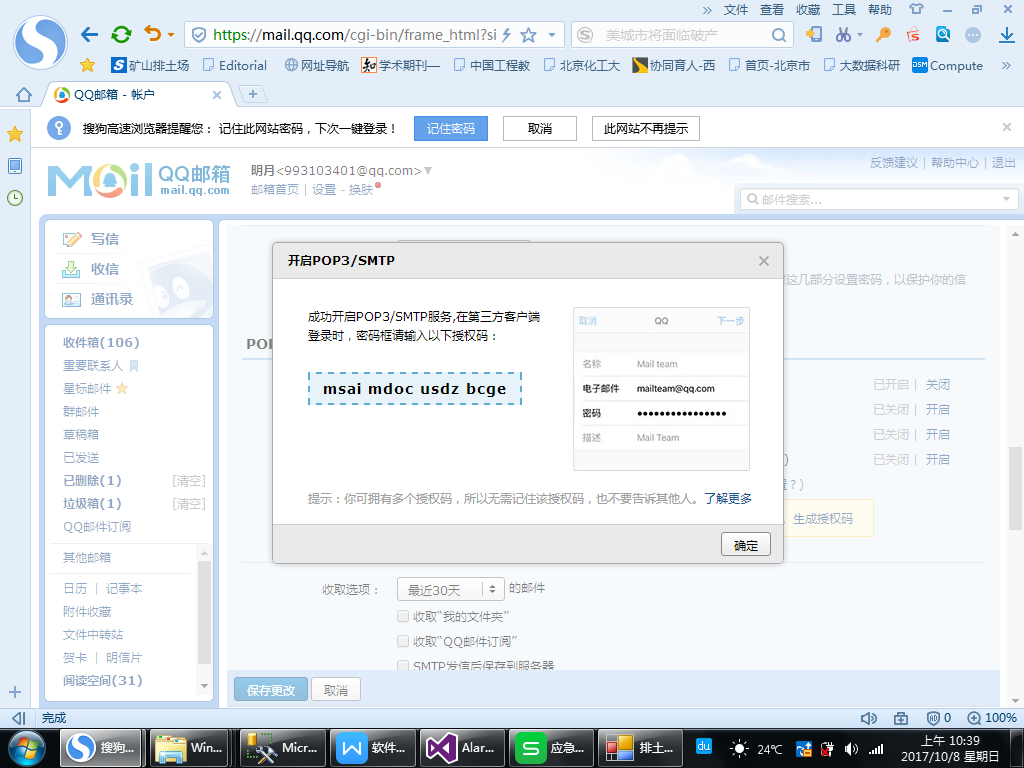 » 文件 查看 收藏 工具 帮助
https://mail.qq.com/cgi-bin/frame_html?si
美城市将面临破产
矿山排土场 Editorial 网址导航 学术期刊— 中国工程教 北京化工大 协同育人-西 首页-北京市 大数据科研 Compute »
QQ邮箱 - 帐户
搜狗高速浏览器提醒您： 记住此网站密码，下次一键登录！ 记住密码 取消 此网站不再提示
Mail QQ邮箱
mail.qq.com
明月<993103401@qq.com>
邮箱首页 | 设置 - 换肤
反馈建议 | 帮助中心 | 退出
邮件搜索...
写信
收信
通讯录
收件箱(106)
重要联系人
星标邮件
群邮件
草稿箱
已发送
已删除(1) [清空]
垃圾箱(1) [清空]
QQ邮件订阅
其他邮箱
日历 | 记事本
附件收藏
文件中转站
贺卡 | 明信片
阅读空间(31)
这几部分设置密码，以保护你的信
POP
已开启 | 关闭
已关闭 | 开启
已关闭 | 开启
已关闭 | 开启
生成授权码
开启POP3/SMTP
成功开启POP3/SMTP服务,在第三方客户端
登录时，密码框请输入以下授权码：
msai mdoc usdz bcge
取消 QQ 下一步
名称 Mail team
电子邮件 mailteam@qq.com
密码 ●●●●●●●●●●●●●●●●
描述 Mail Team
提示：你可拥有多个授权码，所以无需记住该授权码，也不要告诉其他人。了解更多
确定
收取选项： 最近30天 的邮件
收取“我的文件夹”
收取“QQ邮件订阅”
SMTP发信后保存到服务器
保存更改 取消
完成
0 100%
搜狗... Win... Micr... 软件... Alar... 应急... 排土...
du 24℃
上午 10:39
2017/10/8 星期日